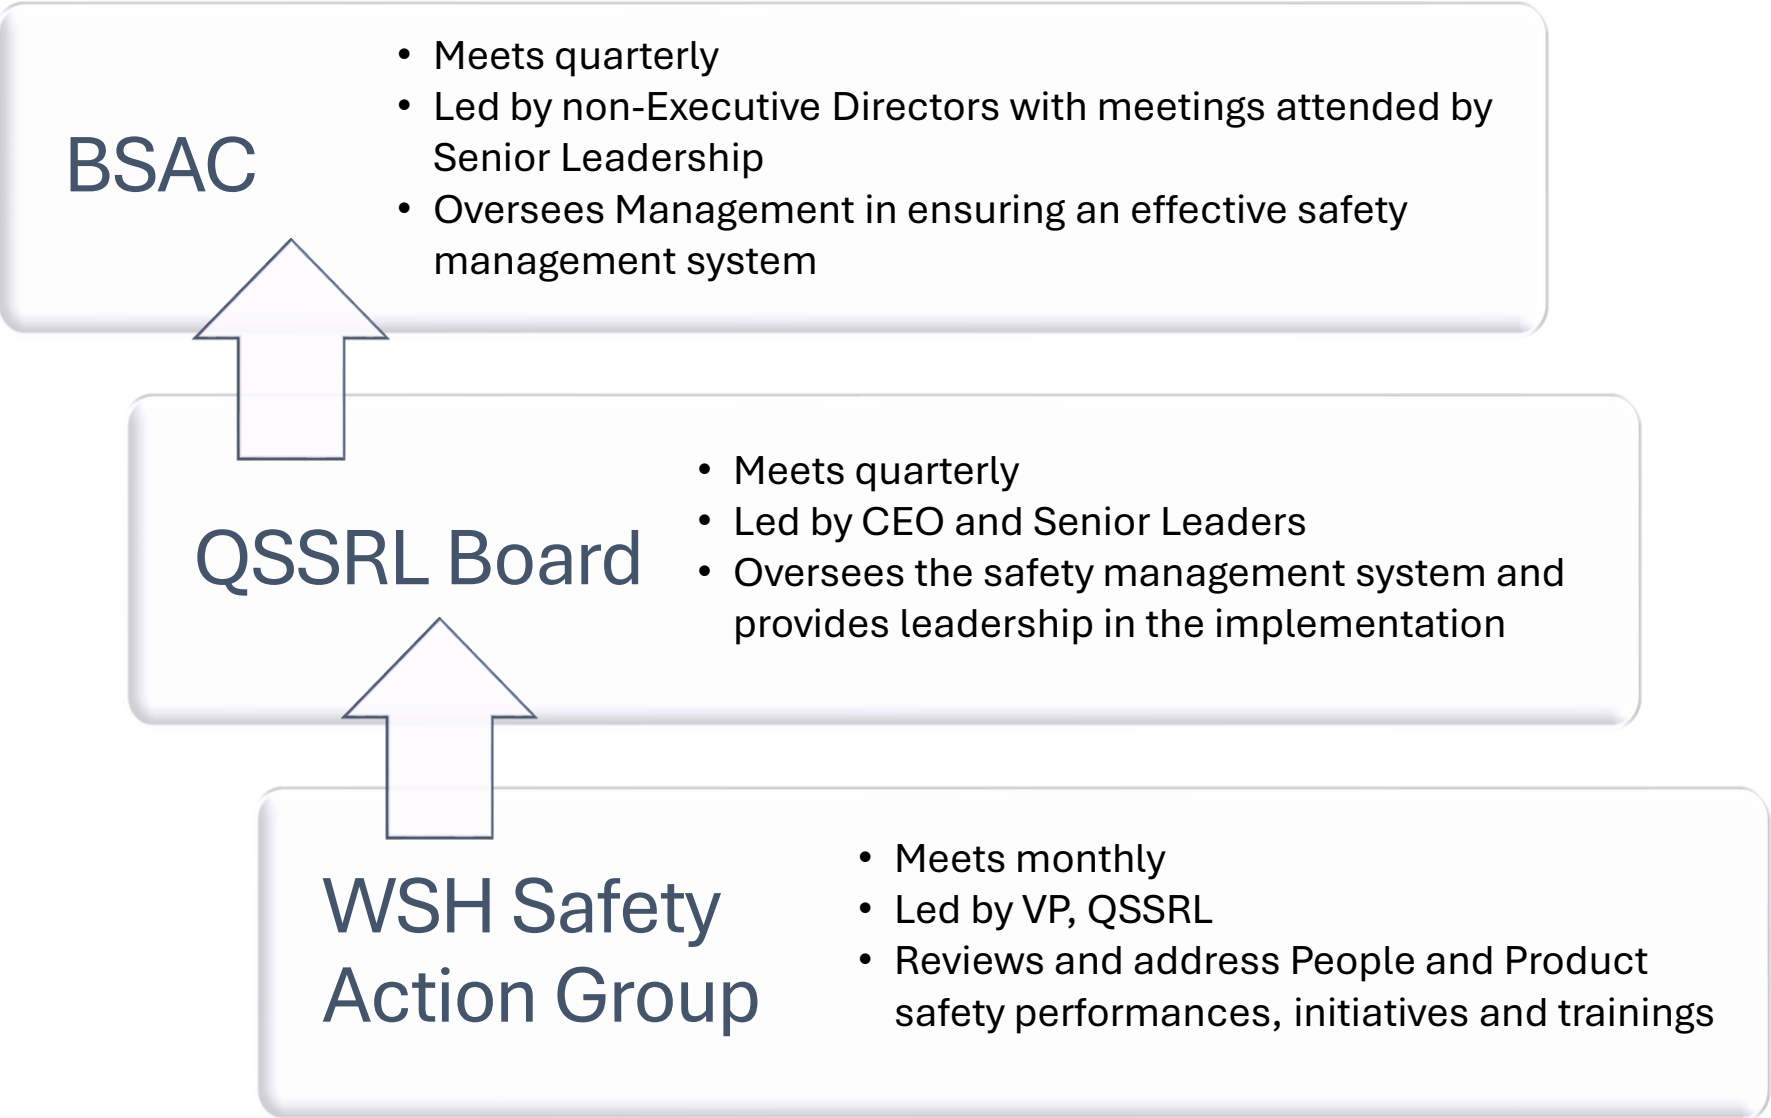 BSAC
• Meets quarterly
• Led by non-Executive Directors with meetings attended by
Senior Leadership
• Oversees Management in ensuring an effective safety
management system
QSSRL Board
• Meets quarterly
• Led by CEO and Senior Leaders
• Oversees the safety management system and
provides leadership in the implementation
WSH Safety
Action Group
• Meets monthly
• Led by VP, QSSRL
• Reviews and address People and Product
safety performances, initiatives and trainings